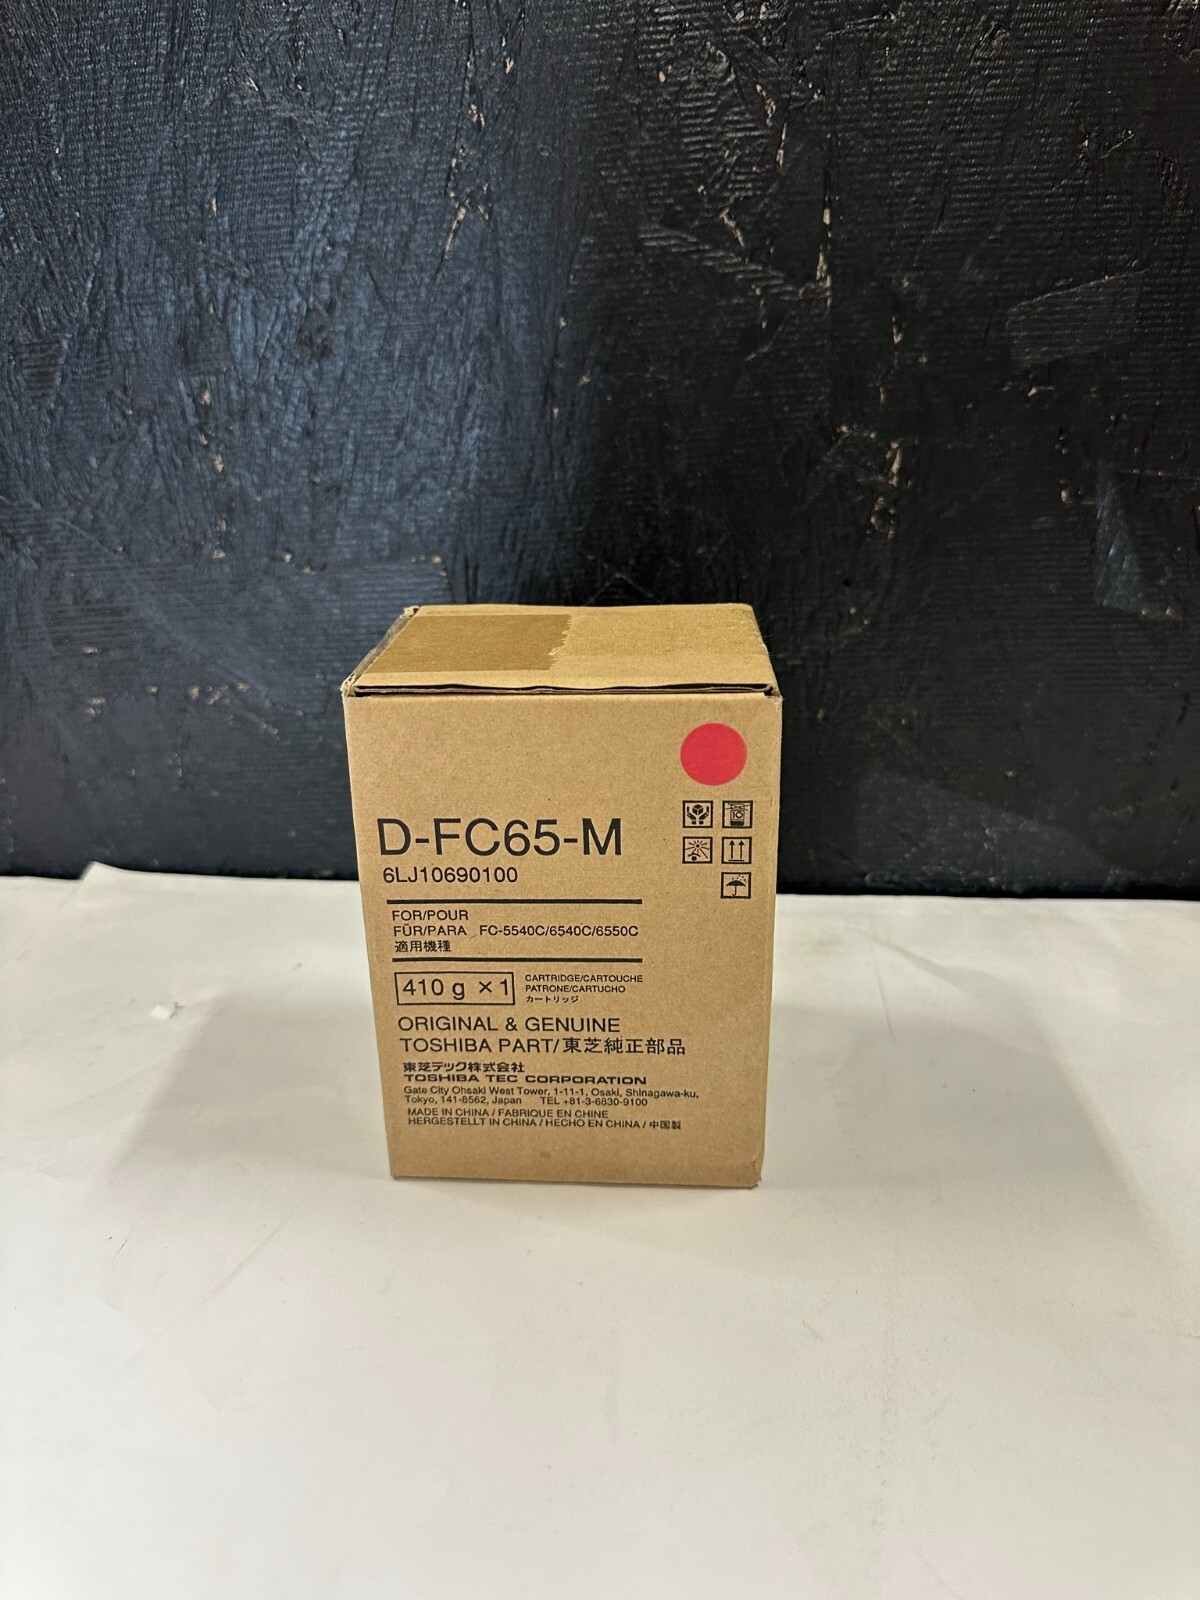 D-FC65-M
6LJ10690100
FOR/POUR
FÜR/PARA FC-5540C/6540C/6550C
適用機種
410 g ×1
CARTRIDGE/CARTOUCHE
PATRONE/CARTUCHO
カートリッジ
ORIGINAL & GENUINE
TOSHIBA PART/東芝純正部品
東芝テック株式会社
TOSHIBA TEC CORPORATION
Gate City Ohsaki West Tower, 1-11-1, Osaki, Shinagawa-ku,
Tokyo, 141-8562, Japan TEL +81-3-6830-9100
MADE IN CHINA / FABRIQUE EN CHINE
HERGESTELLT IN CHINA / HECHO EN CHINA / 中国製
10